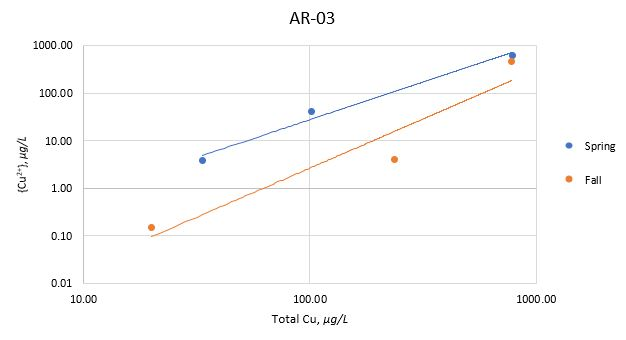 AR-03
1000.00
100.00
10.00
1.00
0.10
0.01
{Cu²⁺}, µg/L
10.00 100.00 1000.00
Total Cu, µg/L
Spring
Fall